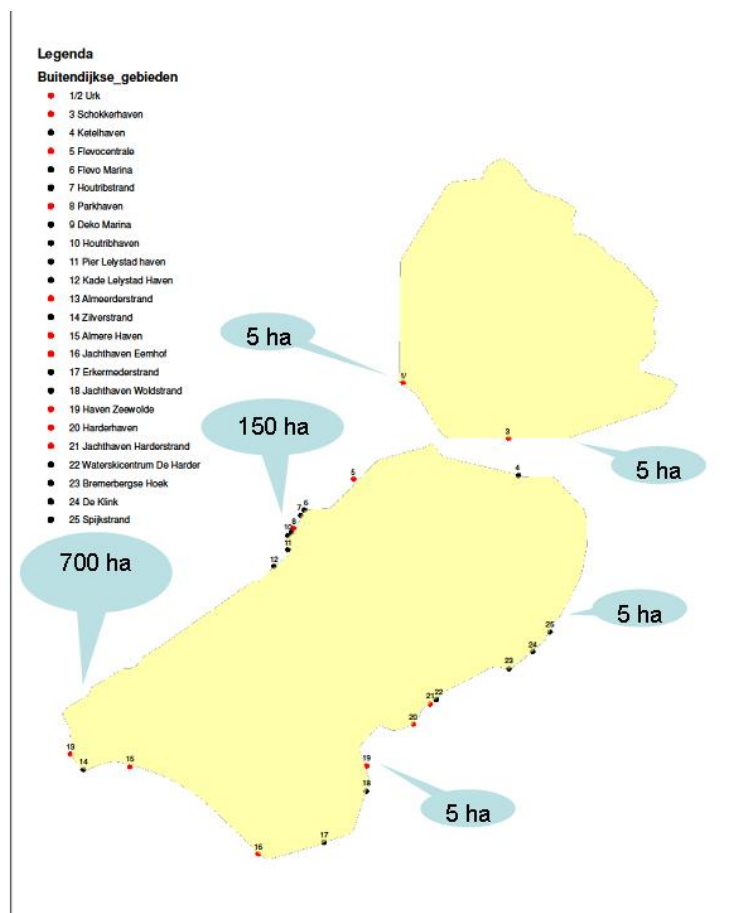 Legenda
Buitendijkse_gebieden
1/2 Urk
3 Schokkerhaven
4 Ketelhaven
5 Flevocentrale
6 Flevo Marina
7 Houtribstrand
8 Parkhaven
9 Deko Marina
10 Houtribhaven
11 Pier Lelystad haven
12 Kade Lelystad Haven
13 Almeerderstrand
14 Zilverstrand
15 Almere Haven
16 Jachthaven Eemhof
17 Erkermederstrand
18 Jachthaven Woldstrand
19 Haven Zeewolde
20 Harderhaven
21 Jachthaven Harderstrand
22 Waterskicentrum De Harder
23 Bremerbergse Hoek
24 De Klink
25 Spijkstrand
5 ha
1/
150 ha
3
5 ha
5
4
6
7
8
10
11
12
700 ha
5 ha
25
24
23
22
21
20
13
14
15
19
18
5 ha
17
16